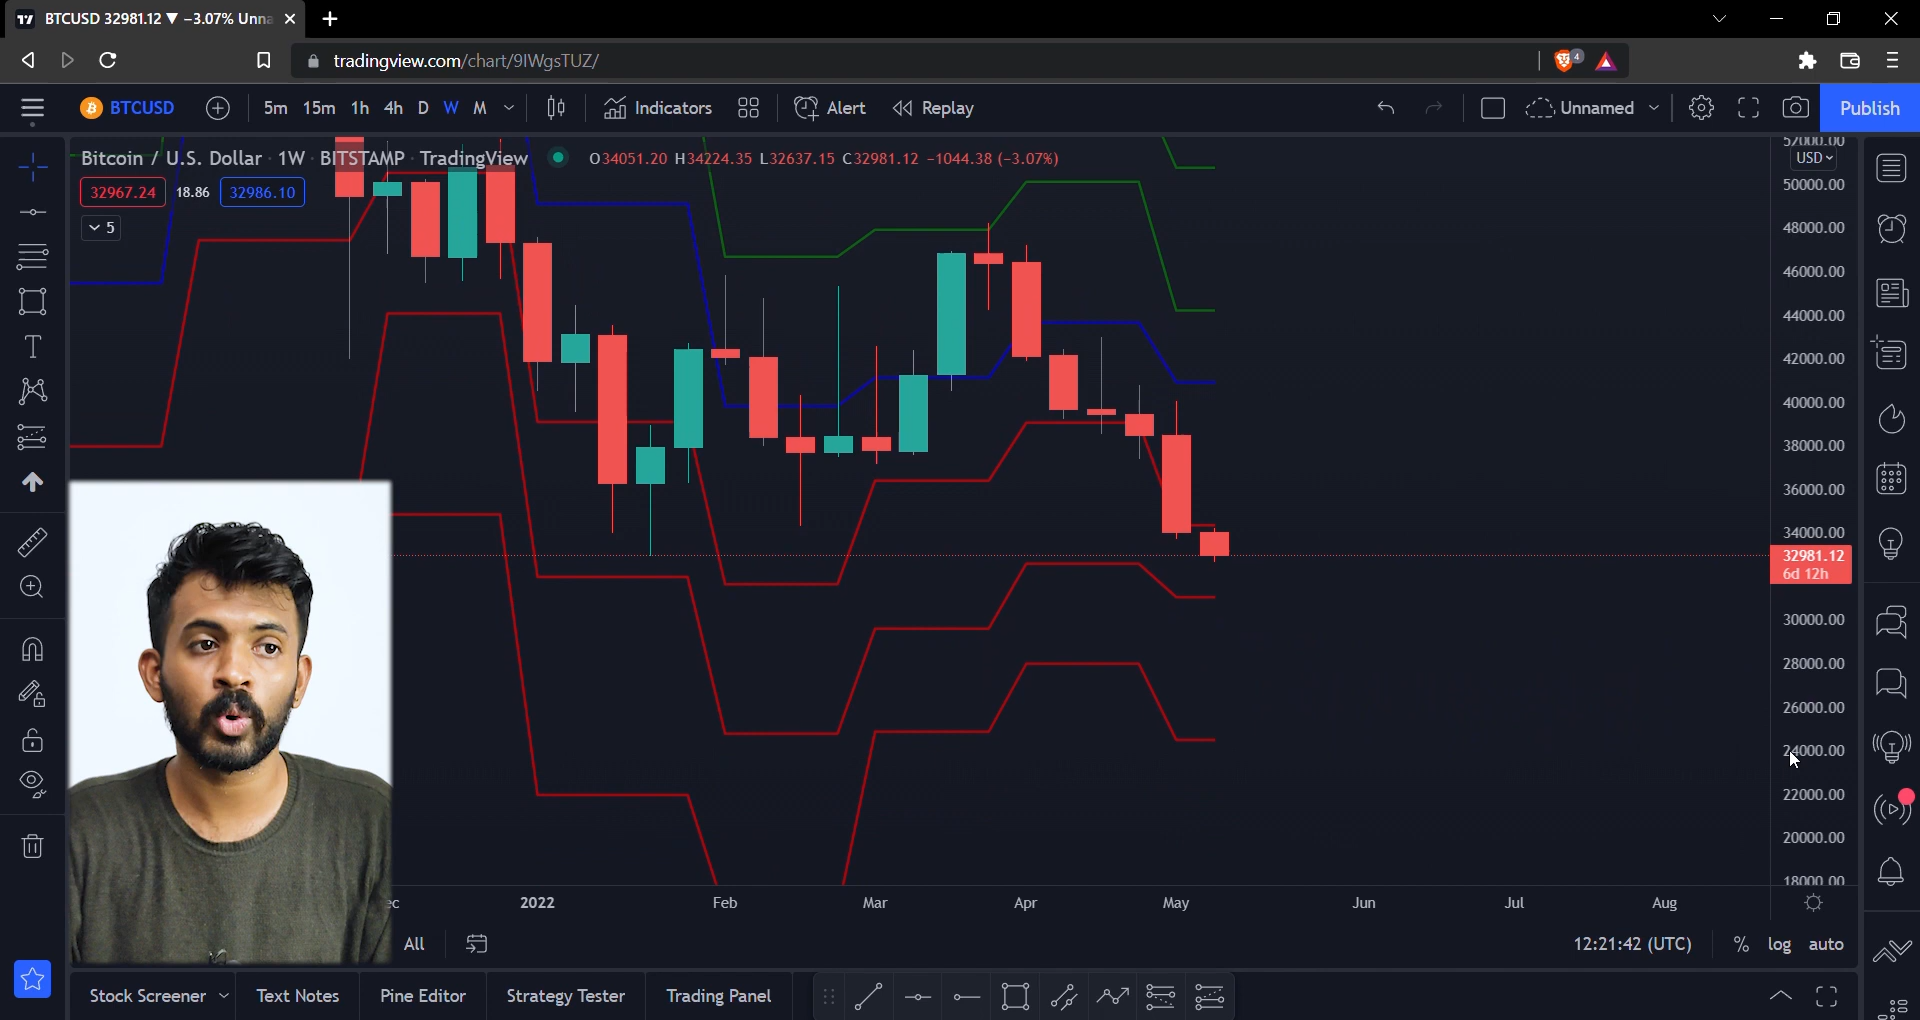 BTCUSD 32981.12 ▼ −3.07% Unna
tradingview.com/chart/9IWgsTUZ/
4
BTCUSD
5m 15m 1h 4h D W M
Indicators
Alert
Replay
Unnamed
Publish
Bitcoin / U.S. Dollar · 1W · BITSTAMP · TradingView
O34051.20 H34224.35 L32637.15 C32981.12 −1044.38 (−3.07%)
32967.24 18.86 32986.10
5
52000.00
USD
50000.00
48000.00
46000.00
44000.00
42000.00
40000.00
38000.00
36000.00
34000.00
32981.12
6d 12h
30000.00
28000.00
26000.00
24000.00
22000.00
20000.00
18000.00
ec 2022 Feb Mar Apr May Jun Jul Aug
All
12:21:42 (UTC) % log auto
Stock Screener Text Notes Pine Editor Strategy Tester Trading Panel